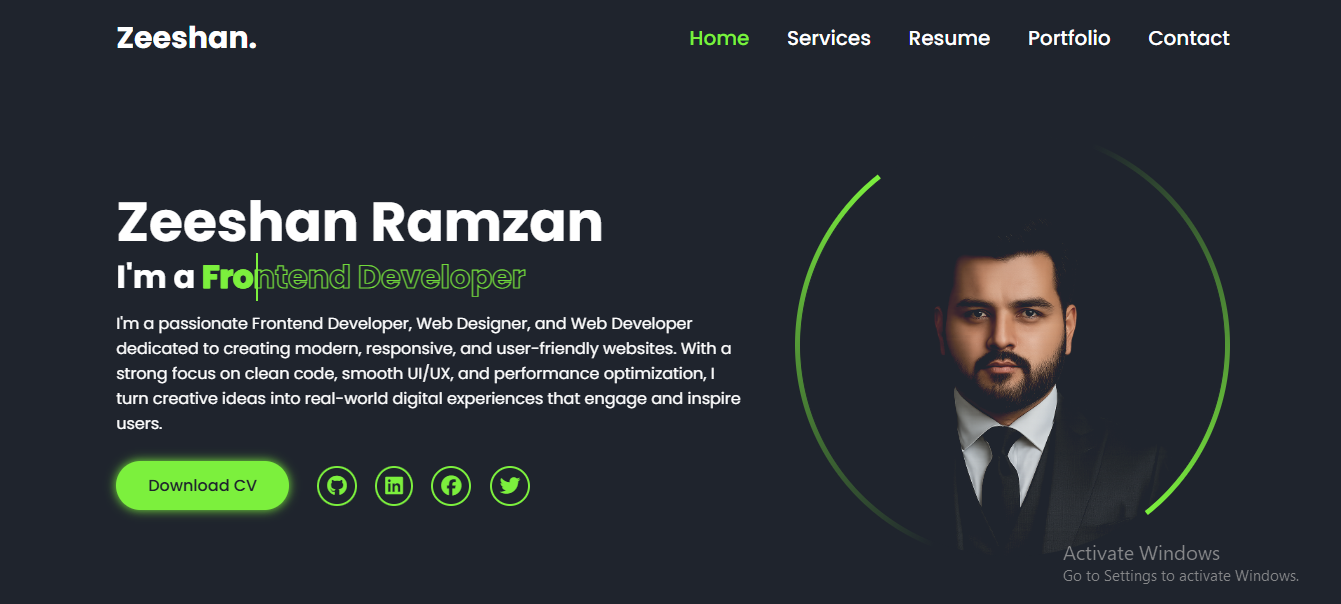 Zeeshan.
Home Services Resume Portfolio Contact
Zeeshan Ramzan
I'm a Frontend Developer
I'm a passionate Frontend Developer, Web Designer, and Web Developer
dedicated to creating modern, responsive, and user-friendly websites. With a
strong focus on clean code, smooth UI/UX, and performance optimization, I
turn creative ideas into real-world digital experiences that engage and inspire
users.
Download CV
in
Activate Windows
Go to Settings to activate Windows.